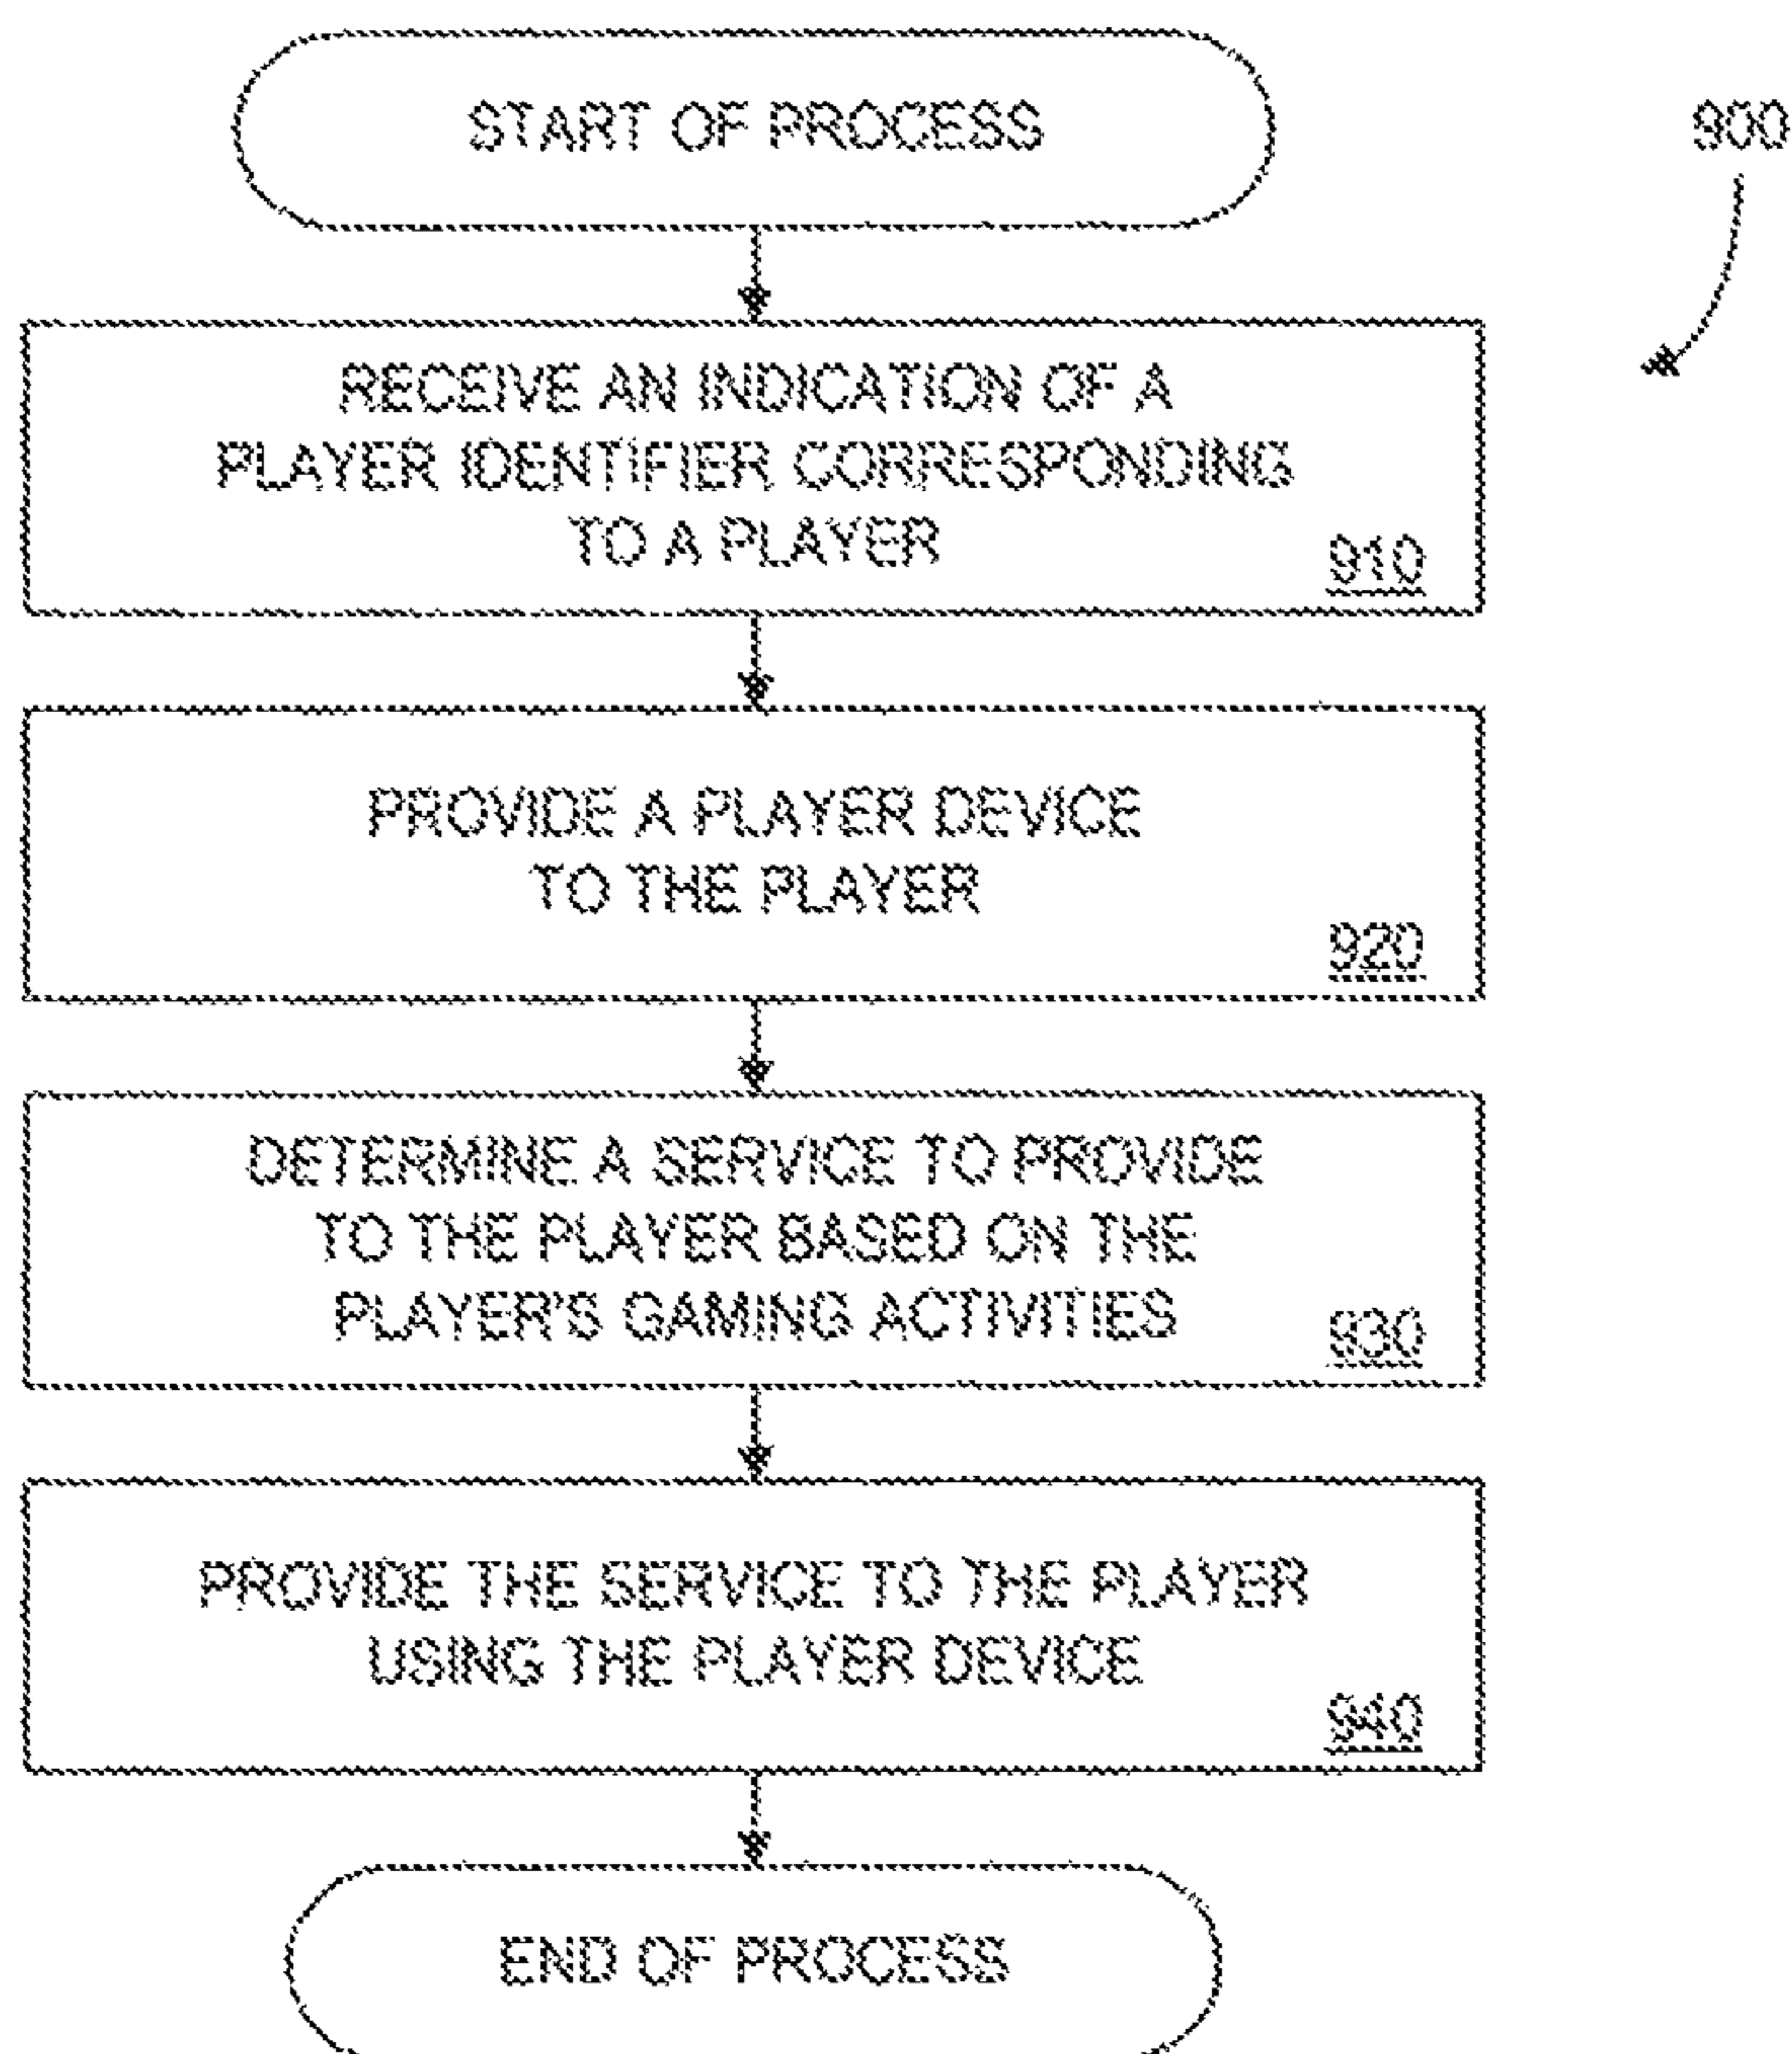 START OF PROCESS
900
RECEIVE AN INDICATION OF A
PLAYER IDENTIFIER CORRESPONDING
TO A PLAYER
910
PROVIDE A PLAYER DEVICE
TO THE PLAYER
920
DETERMINE A SERVICE TO PROVIDE
TO THE PLAYER BASED ON THE
PLAYER'S GAMING ACTIVITIES
930
PROVIDE THE SERVICE TO THE PLAYER
USING THE PLAYER DEVICE
940
END OF PROCESS